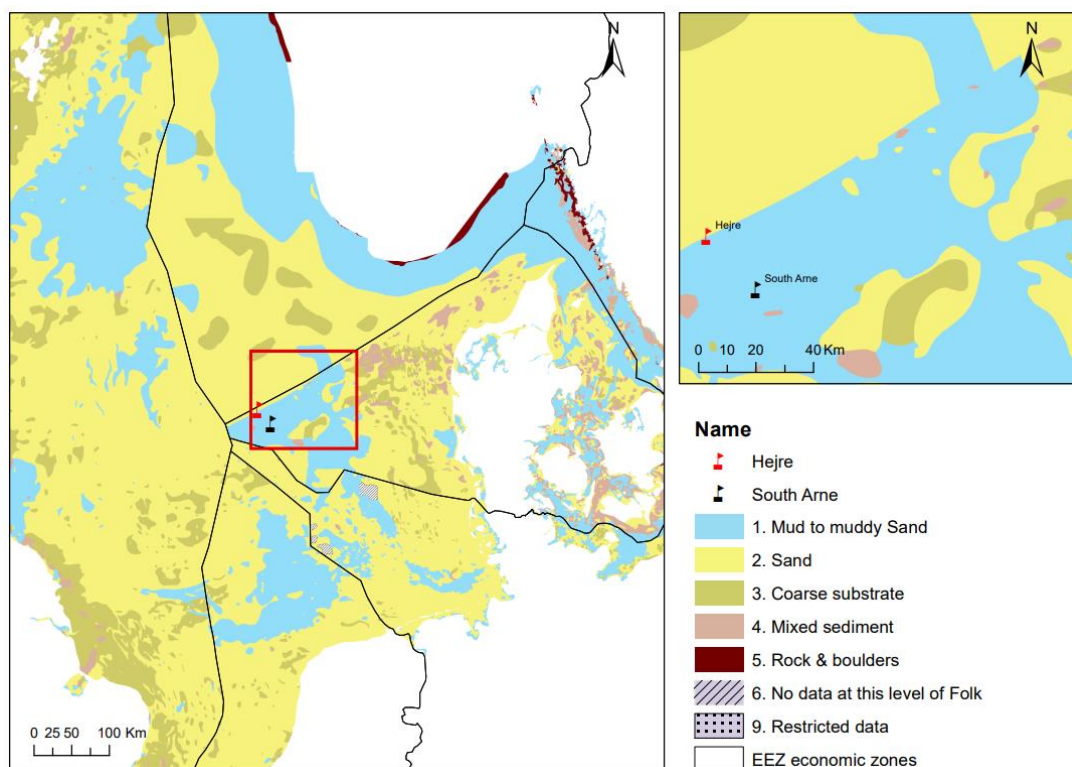 0 25 50 100 Km
Hejre
South Arne
0 10 20 40 Km
Name
Hejre
South Arne
1. Mud to muddy Sand
2. Sand
3. Coarse substrate
4. Mixed sediment
5. Rock & boulders
6. No data at this level of Folk
9. Restricted data
EEZ economic zones